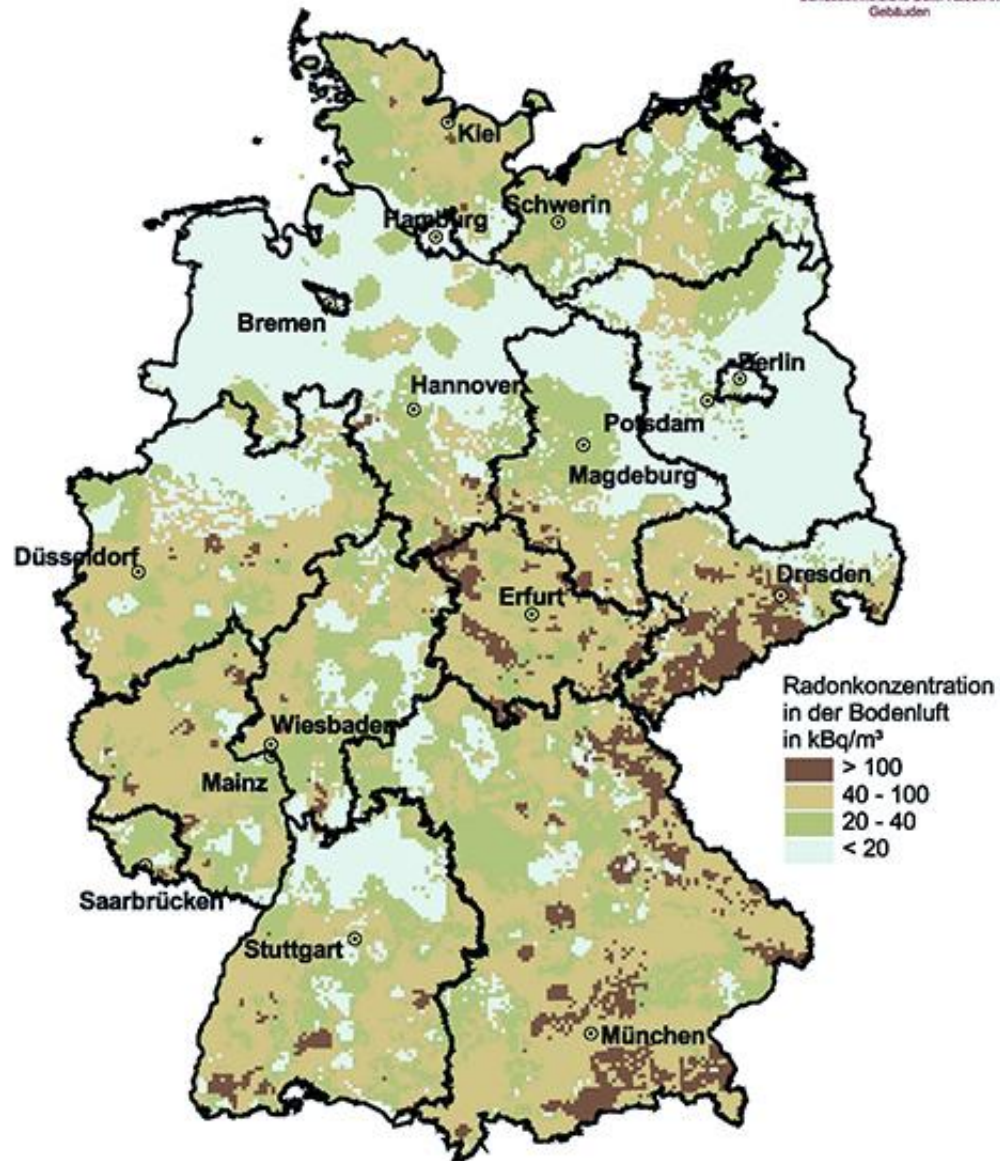 Gebäuden
Kiel
Schwerin
Hamburg
Bremen
Berlin
Hannover
Potsdam
Magdeburg
Düsseldorf
Dresden
Erfurt
Radonkonzentration
in der Bodenluft
in kBq/m³
> 100
40 - 100
20 - 40
< 20
Wiesbaden
Mainz
Saarbrücken
Stuttgart
München